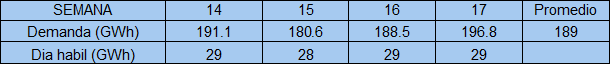 SEMANA 14 15 16 17 Promedio
Demanda (GWh) 191.1 180.6 188.5 196.8 189
Dia habil (GWh) 29 28 29 29